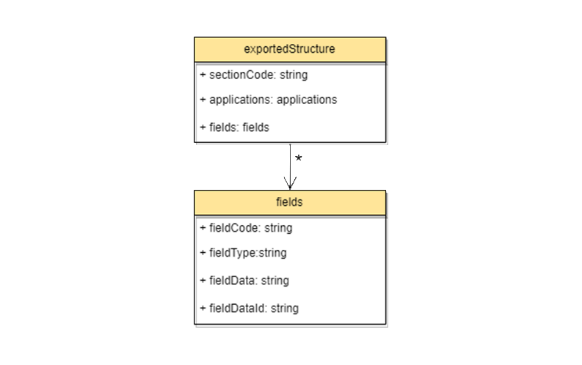 exportedStructure
+ sectionCode: string
+ applications: applications
+ fields: fields
*
fields
+ fieldCode: string
+ fieldType:string
+ fieldData: string
+ fieldDataId: string